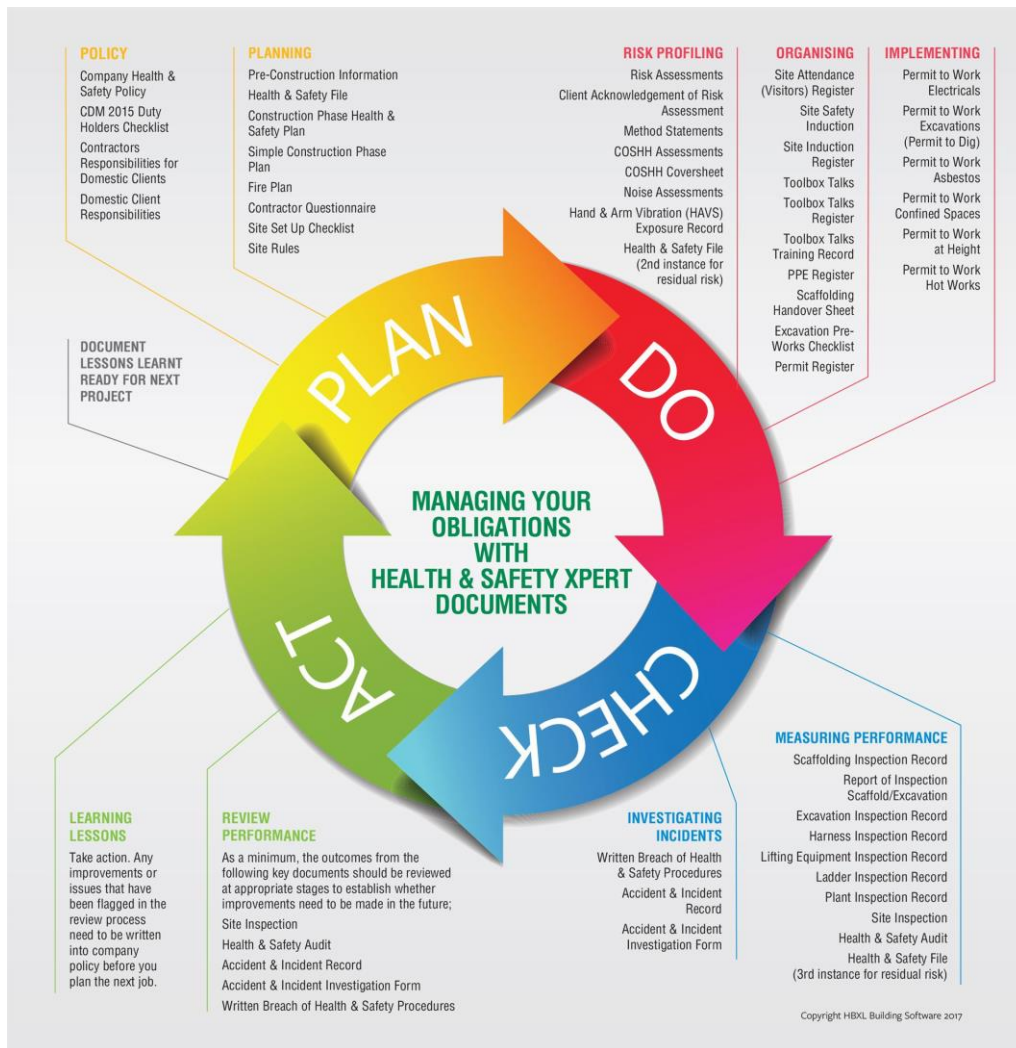 POLICY
Company Health &
Safety Policy
CDM 2015 Duty
Holders Checklist
Contractors
Responsibilities for
Domestic Clients
Domestic Client
Responsibilities
PLANNING
Pre-Construction Information
Health & Safety File
Construction Phase Health &
Safety Plan
Simple Construction Phase
Plan
Fire Plan
Contractor Questionnaire
Site Set Up Checklist
Site Rules
RISK PROFILING
Risk Assessments
Client Acknowledgement of Risk
Assessment
Method Statements
COSHH Assessments
COSHH Coversheet
Noise Assessments
Hand & Arm Vibration (HAVS)
Exposure Record
Health & Safety File
(2nd instance for
residual risk)
ORGANISING
Site Attendance
(Visitors) Register
Site Safety
Induction
Site Induction
Register
Toolbox Talks
Toolbox Talks
Register
Toolbox Talks
Training Record
PPE Register
Scaffolding
Handover Sheet
Excavation Pre-
Works Checklist
Permit Register
IMPLEMENTING
Permit to Work
Electricals
Permit to Work
Excavations
(Permit to Dig)
Permit to Work
Asbestos
Permit to Work
Confined Spaces
Permit to Work
at Height
Permit to Work
Hot Works
DOCUMENT
LESSONS LEARNT
READY FOR NEXT
PROJECT
PLAN
DO
CHECK
ACT
MANAGING YOUR
OBLIGATIONS
WITH
HEALTH & SAFETY XPERT
DOCUMENTS
LEARNING
LESSONS
Take action. Any
improvements or
issues that have
been flagged in the
review process
need to be written
into company
policy before you
plan the next job.
REVIEW
PERFORMANCE
As a minimum, the outcomes from the
following key documents should be reviewed
at appropriate stages to establish whether
improvements need to be made in the future;
Site Inspection
Health & Safety Audit
Accident & Incident Record
Accident & Incident Investigation Form
Written Breach of Health & Safety Procedures
INVESTIGATING
INCIDENTS
Written Breach of Health
& Safety Procedures
Accident & Incident
Record
Accident & Incident
Investigation Form
MEASURING PERFORMANCE
Scaffolding Inspection Record
Report of Inspection
Scaffold/Excavation
Excavation Inspection Record
Harness Inspection Record
Lifting Equipment Inspection Record
Ladder Inspection Record
Plant Inspection Record
Site Inspection
Health & Safety Audit
Health & Safety File
(3rd instance for residual risk)
Copyright HBXL Building Software 2017